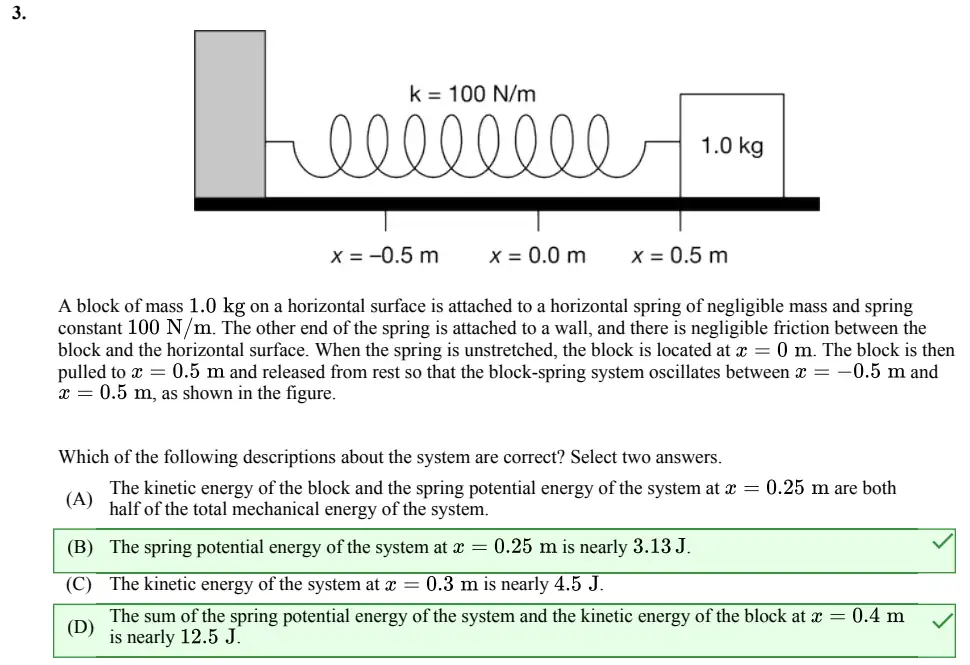 3.
k = 100 N/m
1.0 kg
x = –0.5 m
x = 0.0 m
x = 0.5 m
A block of mass 1.0 kg on a horizontal surface is attached to a horizontal spring of negligible mass and spring
constant 100 N/m. The other end of the spring is attached to a wall, and there is negligible friction between the
block and the horizontal surface. When the spring is unstretched, the block is located at x = 0 m. The block is then
pulled to x = 0.5 m and released from rest so that the block-spring system oscillates between x = −0.5 m and
x = 0.5 m, as shown in the figure.
Which of the following descriptions about the system are correct? Select two answers.
(A) The kinetic energy of the block and the spring potential energy of the system at x = 0.25 m are both
half of the total mechanical energy of the system.
(B) The spring potential energy of the system at x = 0.25 m is nearly 3.13 J.
(C) The kinetic energy of the system at x = 0.3 m is nearly 4.5 J.
(D) The sum of the spring potential energy of the system and the kinetic energy of the block at x = 0.4 m
is nearly 12.5 J.